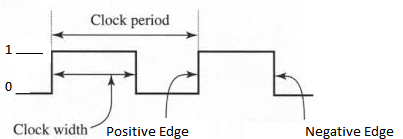 Clock period
1
0
Clock width
Positive Edge
Negative Edge